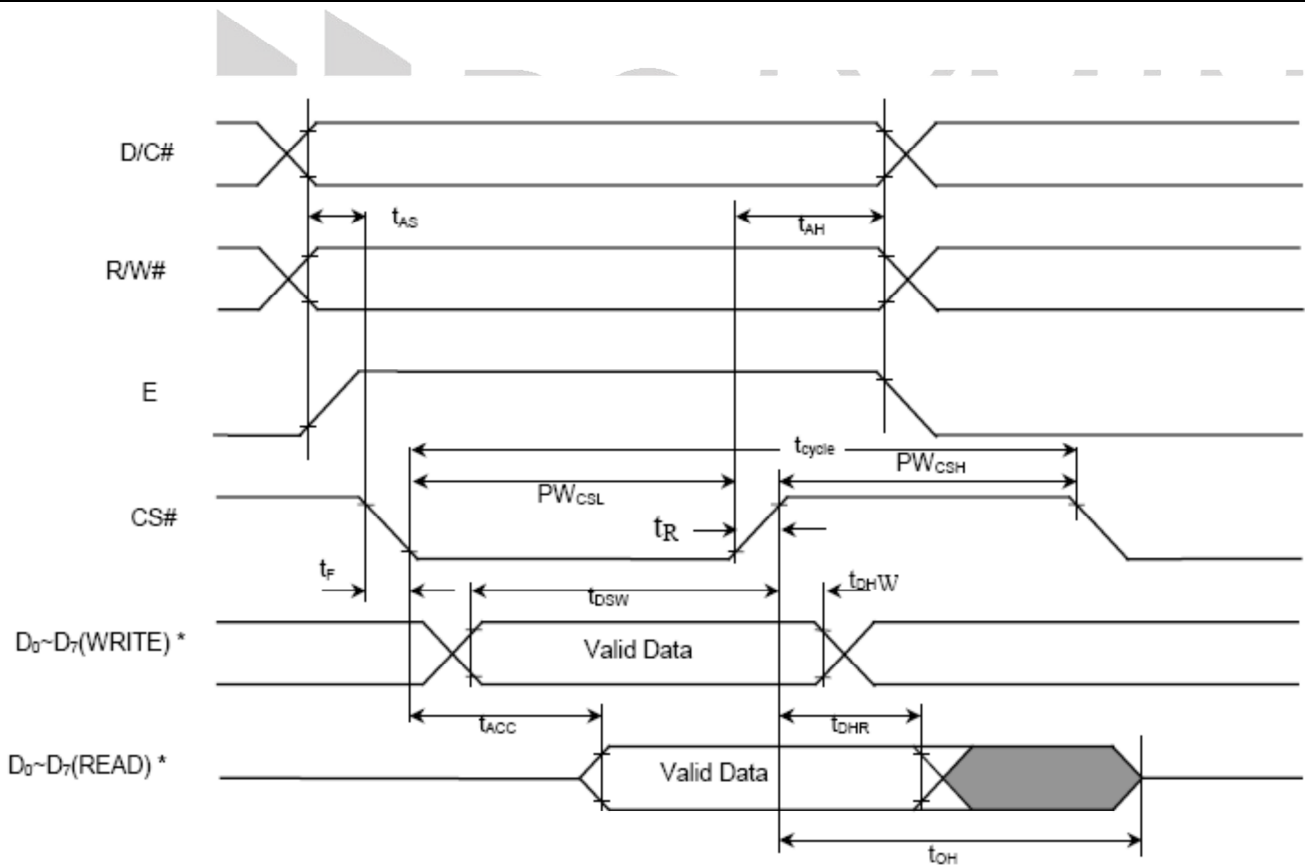 D/C#
tAS
tAH
R/W#
E
tcycle
PWCSH
PWCSL
CS#
tR
tF
tDSW
tDHW
D0~D7(WRITE) *
Valid Data
tACC
tDHR
D0~D7(READ) *
Valid Data
tOH